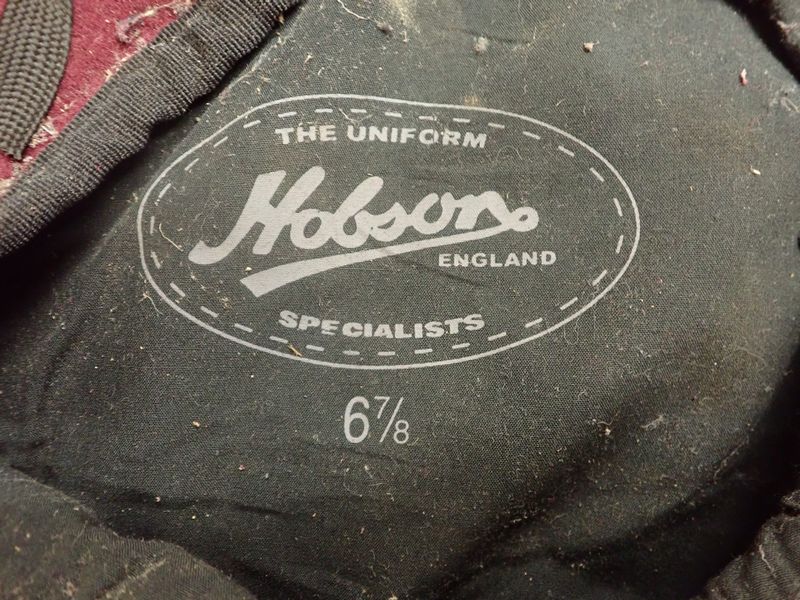 THE UNIFORM
Hobson
ENGLAND
SPECIALISTS
6⅞